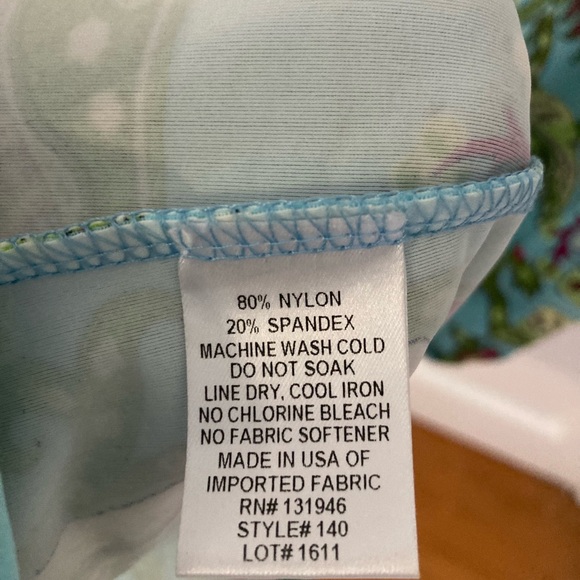 80% NYLON
20% SPANDEX
MACHINE WASH COLD
DO NOT SOAK
LINE DRY, COOL IRON
NO CHLORINE BLEACH
NO FABRIC SOFTENER
MADE IN USA OF
IMPORTED FABRIC
RN# 131946
STYLE# 140
LOT# 1611